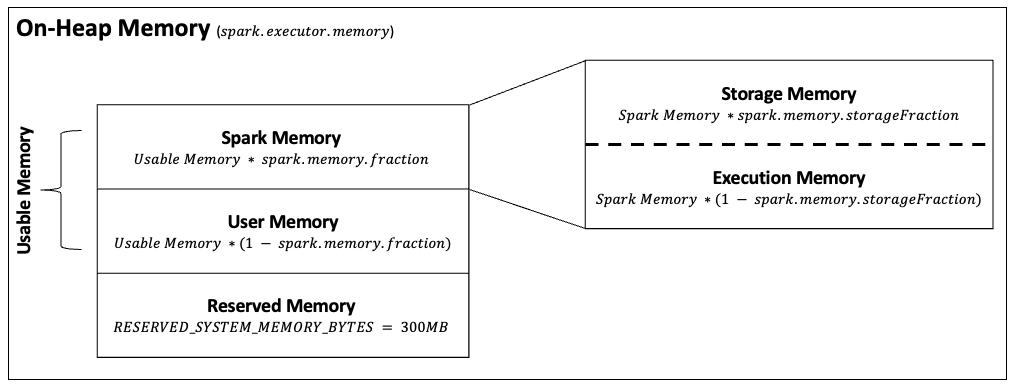 On-Heap Memory (spark.executor.memory)
Usable Memory
Spark Memory
Usable Memory * spark.memory.fraction
User Memory
Usable Memory * (1 − spark.memory.fraction)
Reserved Memory
RESERVED_SYSTEM_MEMORY_BYTES = 300MB
Storage Memory
Spark Memory * spark.memory.storageFraction
Execution Memory
Spark Memory * (1 − spark.memory.storageFraction)